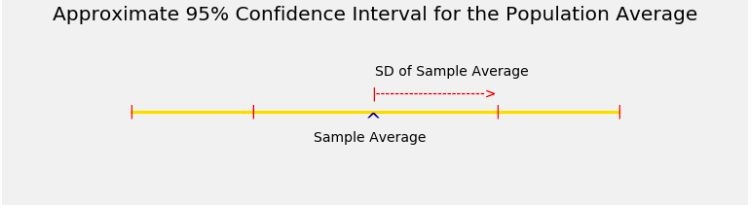 Approximate 95% Confidence Interval for the Population Average
SD of Sample Average
Sample Average